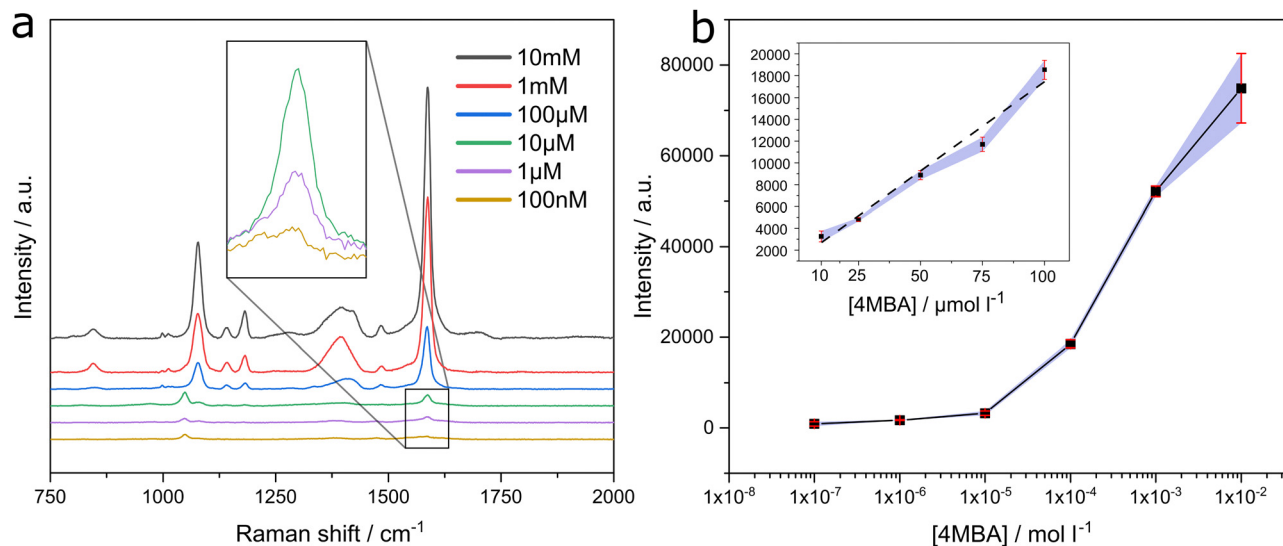 a
10mM
1mM
100μM
10μM
1μM
100nM
Intensity / a.u.
750 1000 1250 1500 1750 2000
Raman shift / cm⁻¹
b
80000
60000
40000
20000
0
Intensity / a.u.
1x10⁻⁸ 1x10⁻⁷ 1x10⁻⁶ 1x10⁻⁵ 1x10⁻⁴ 1x10⁻³ 1x10⁻²
[4MBA] / mol l⁻¹
20000
18000
16000
14000
12000
10000
8000
6000
4000
2000
10 25 50 75 100
[4MBA] / μmol l⁻¹